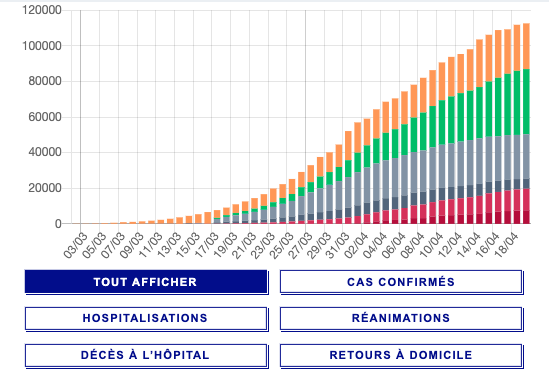 120000
100000
80000
60000
40000
20000
0
03/03 05/03 07/03 09/03 11/03 13/03 15/03 17/03 19/03 21/03 23/03 25/03 27/03 29/03 31/03 02/04 04/04 06/04 08/04 10/04 12/04 14/04 16/04 18/04
TOUT AFFICHER CAS CONFIRMÉS
HOSPITALISATIONS RÉANIMATIONS
DÉCÈS À L'HÔPITAL RETOURS À DOMICILE